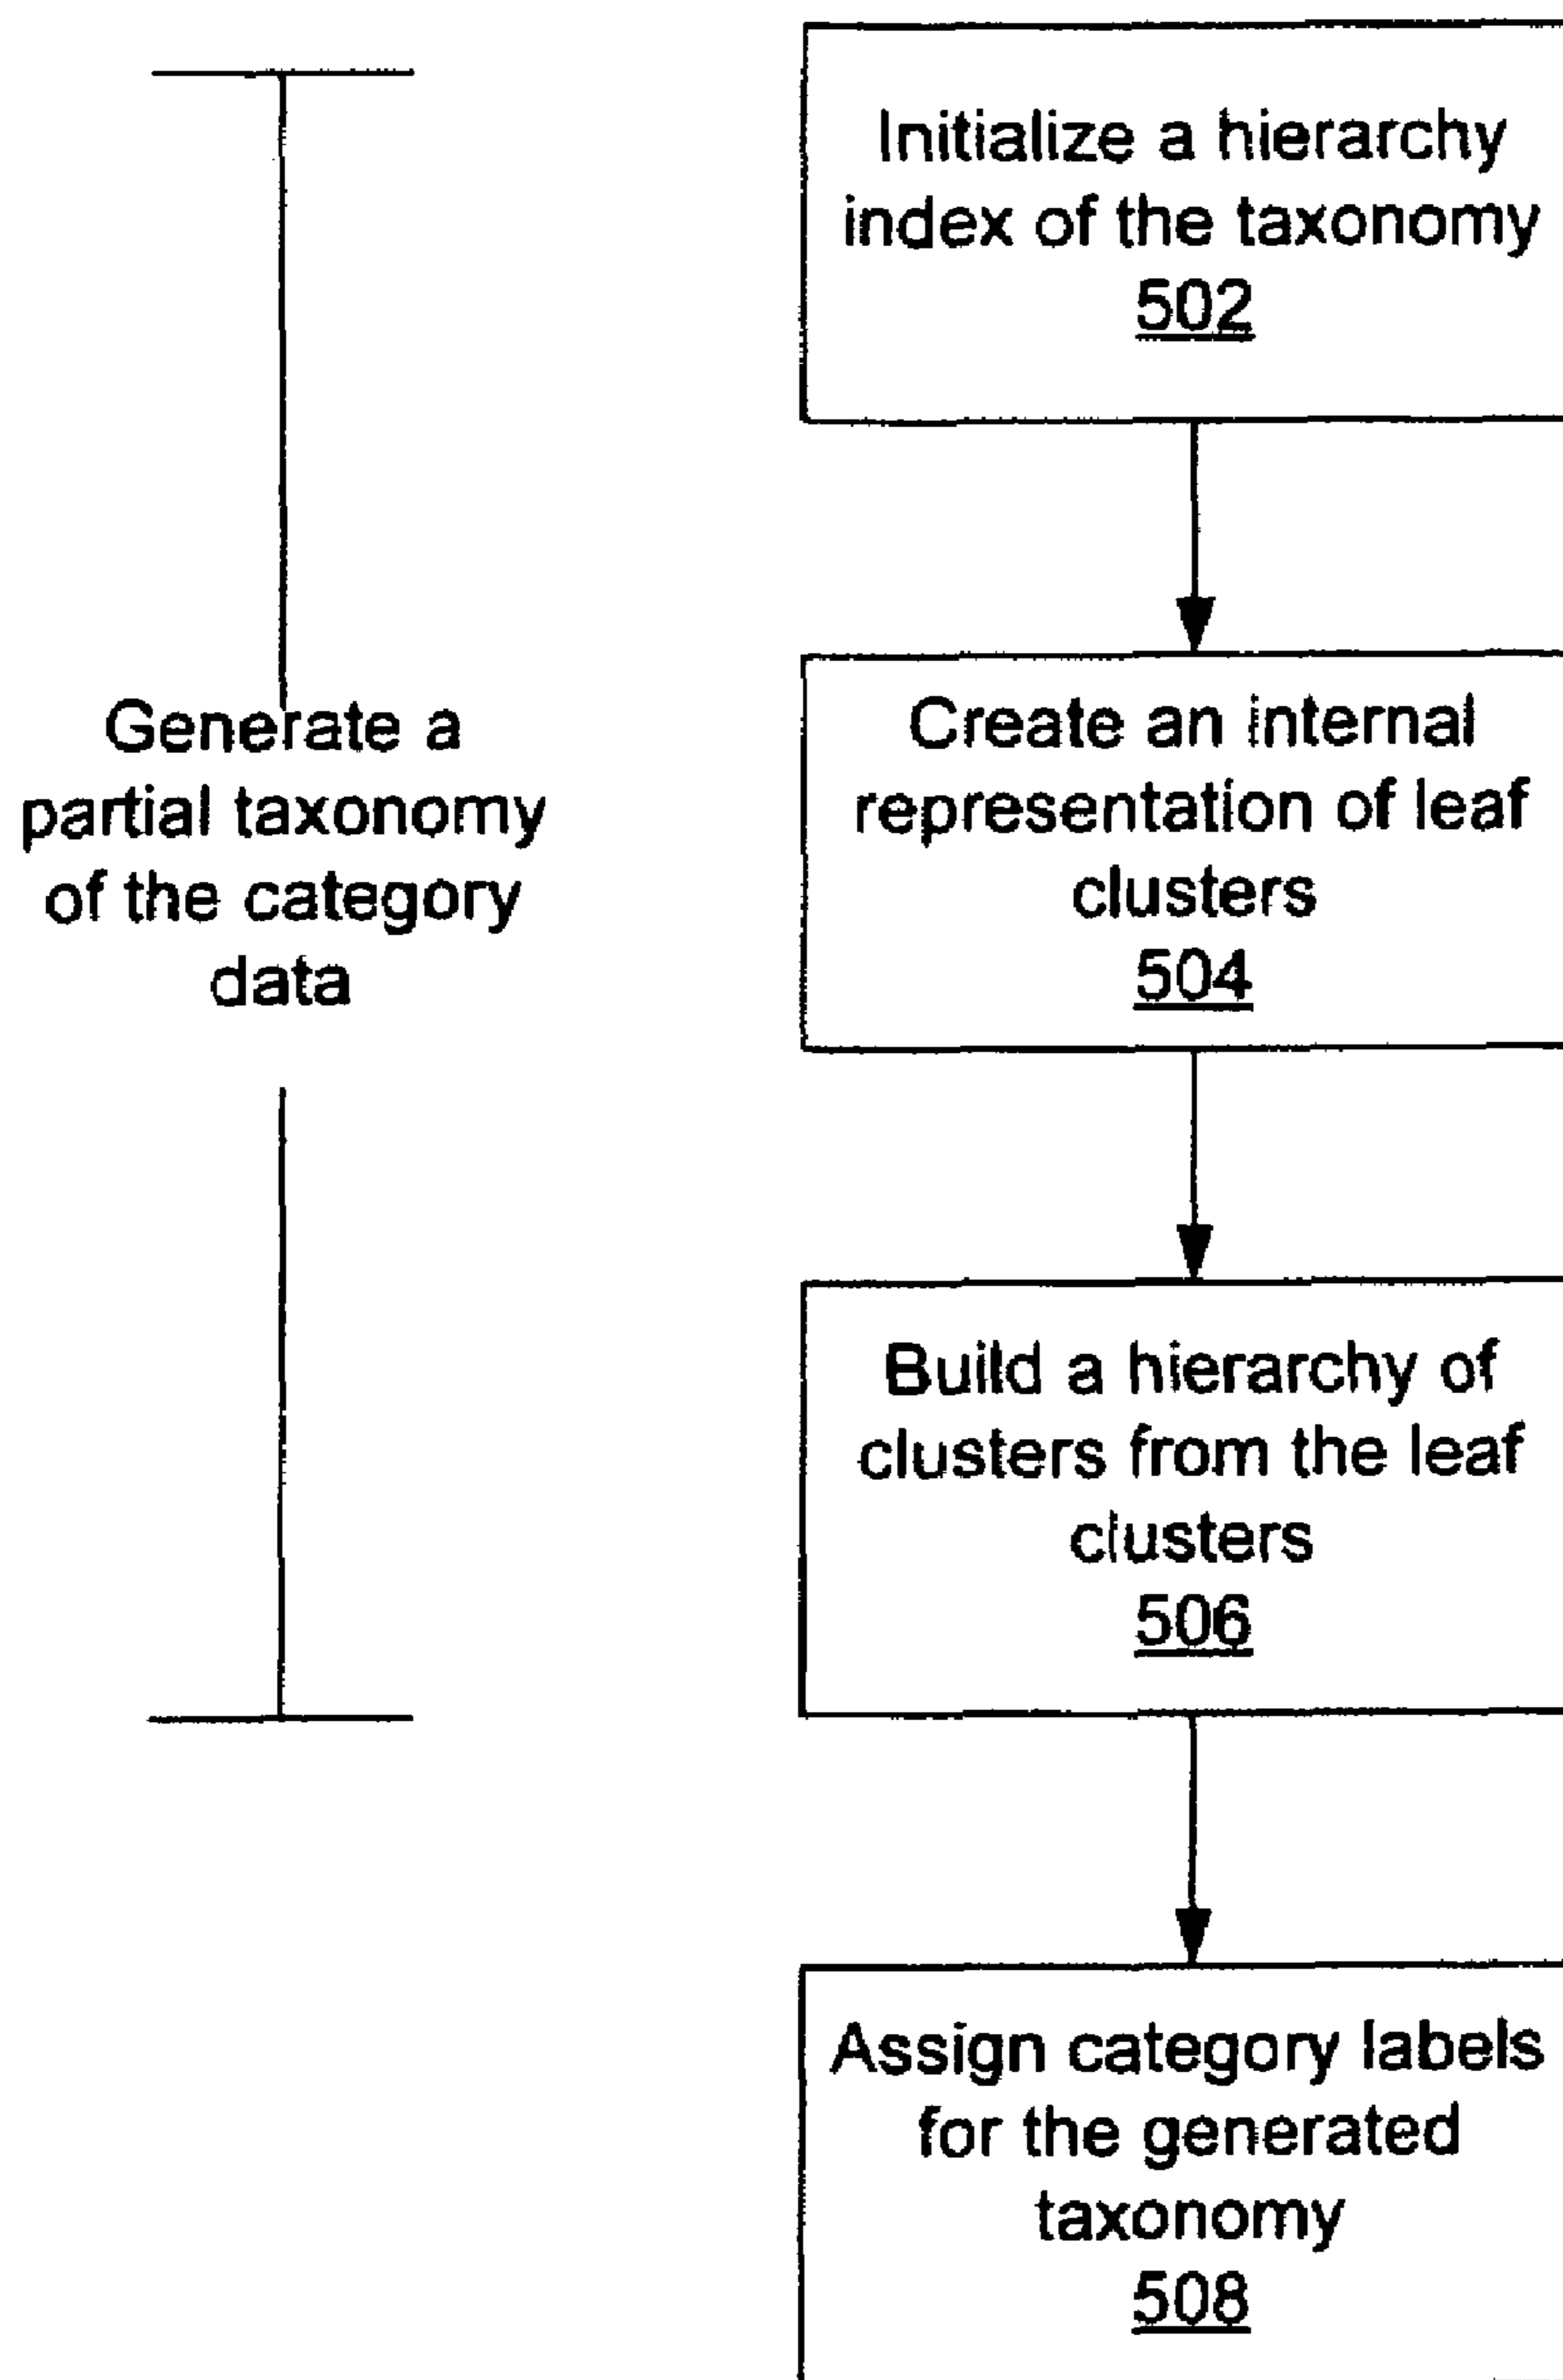 Initialize a hierarchy
index of the taxonomy
502
Generate a
partial taxonomy
of the category
data
Create an internal
representation of leaf
clusters
504
Build a hierarchy of
clusters from the leaf
clusters
506
Assign category labels
for the generated
taxonomy
508